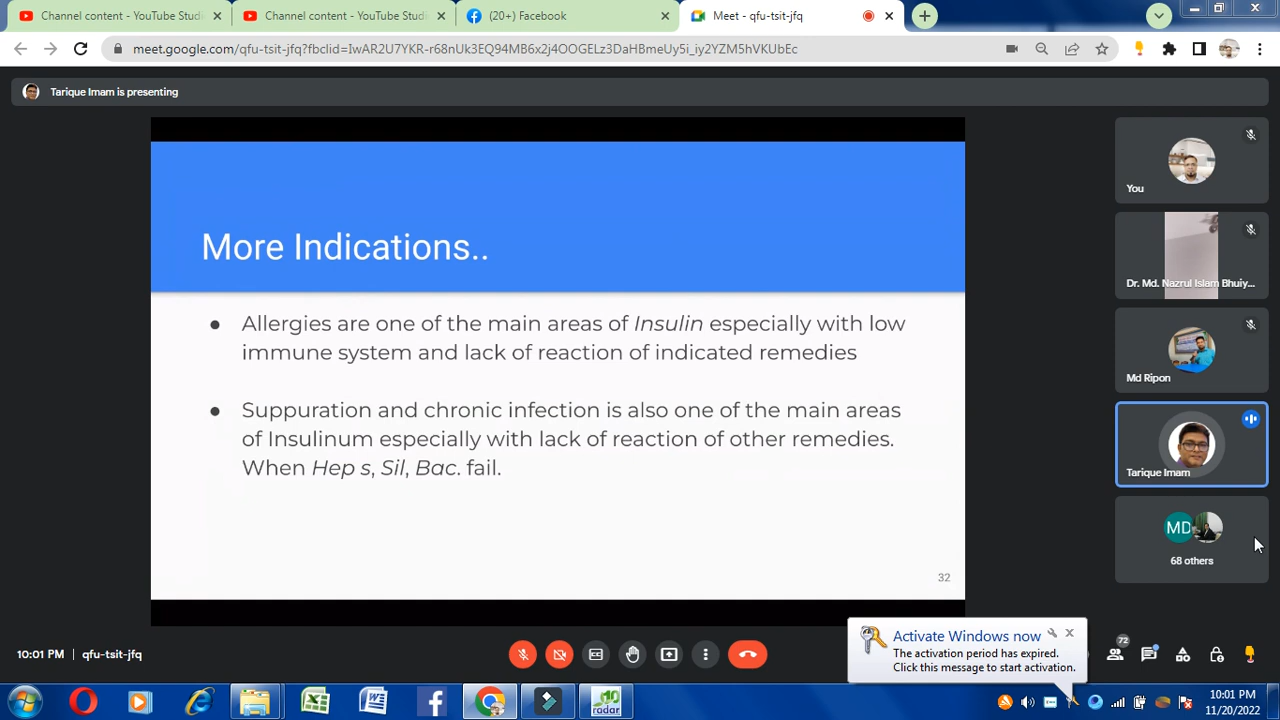 Channel content - YouTube Studi
Channel content - YouTube Studi
(20+) Facebook
Meet - qfu-tsit-jfq
meet.google.com/qfu-tsit-jfq?fbclid=IwAR2U7YKR-r68nUk3EQ94MB6x2j4OOGELz3DaHBmeUy5i_iy2YZM5hVKUbEc
Tarique Imam is presenting
More Indications..
● Allergies are one of the main areas of Insulin especially with low
immune system and lack of reaction of indicated remedies
● Suppuration and chronic infection is also one of the main areas
of Insulinum especially with lack of reaction of other remedies.
When Hep s, Sil, Bac. fail.
32
You
Dr. Md. Nazrul Islam Bhuiy...
Md Ripon
Tarique Imam
MD
68 others
Activate Windows now
The activation period has expired.
Click this message to start activation.
10:01 PM | qfu-tsit-jfq
72
10
radar
10:01 PM
11/20/2022